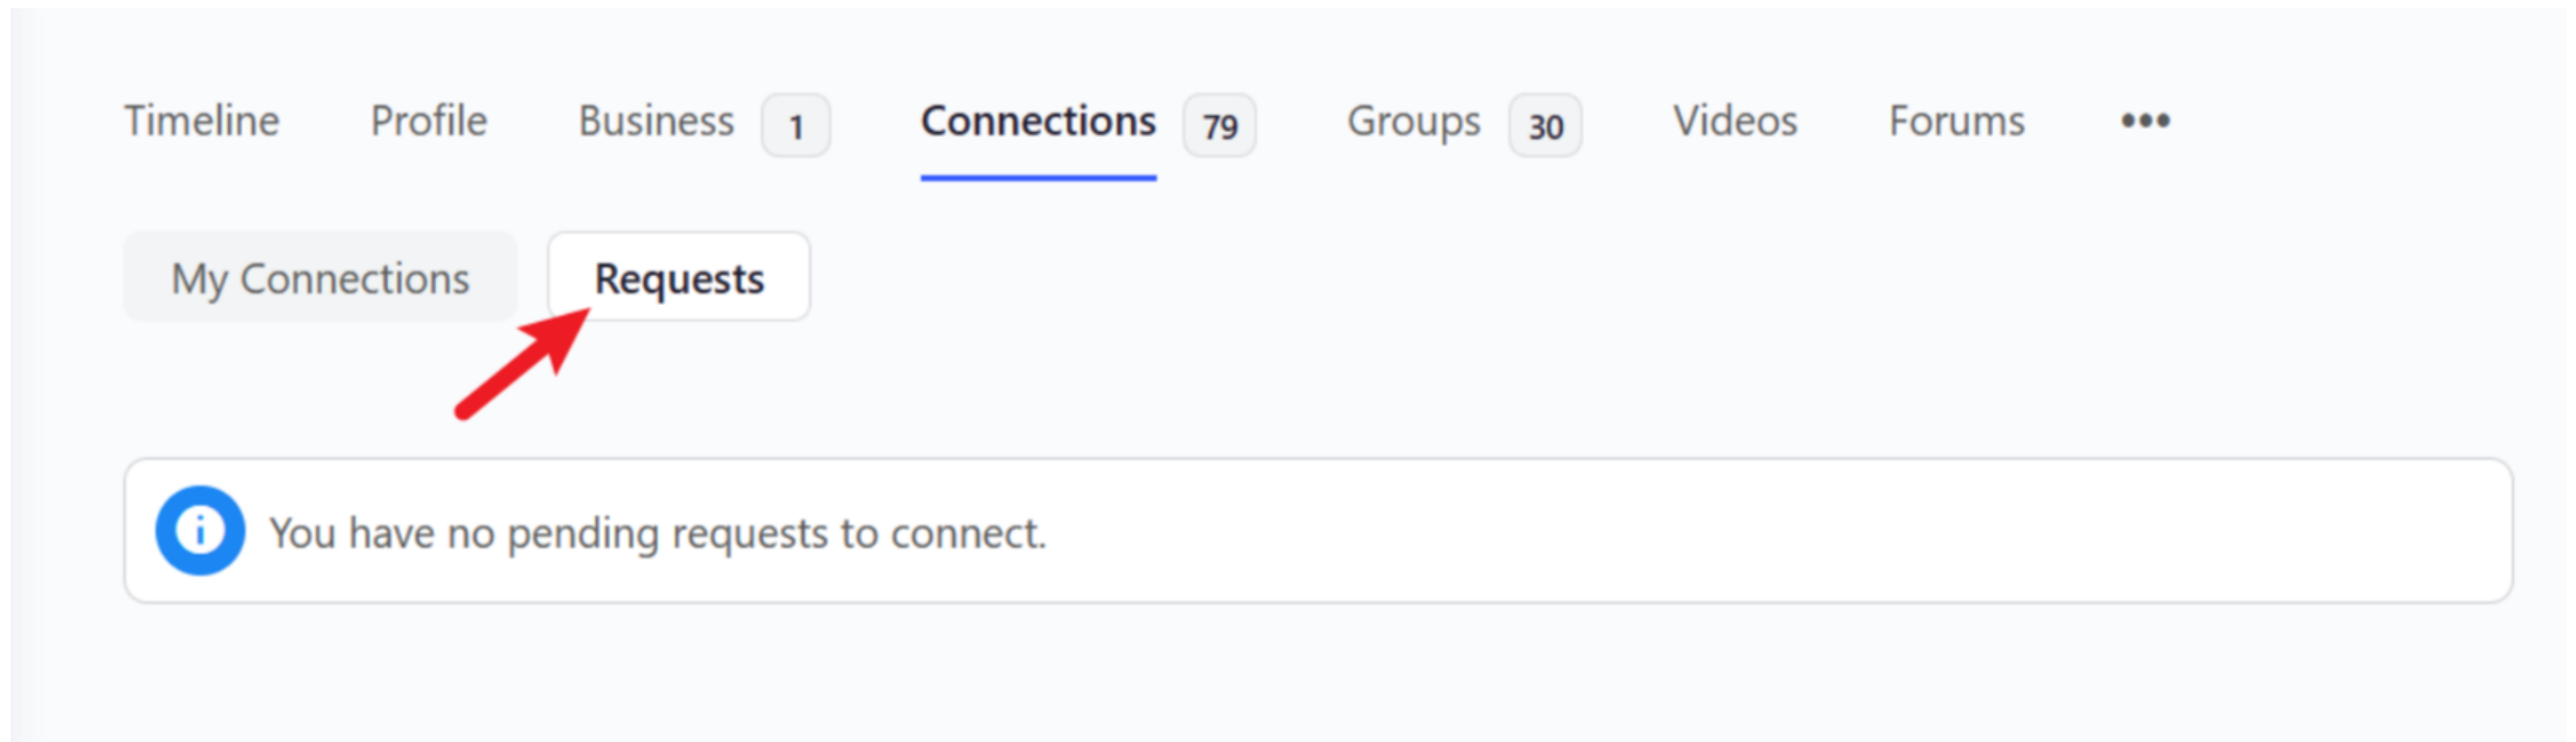 Timeline Profile Business 1 Connections 79 Groups 30 Videos Forums •••
My Connections Requests
i You have no pending requests to connect.